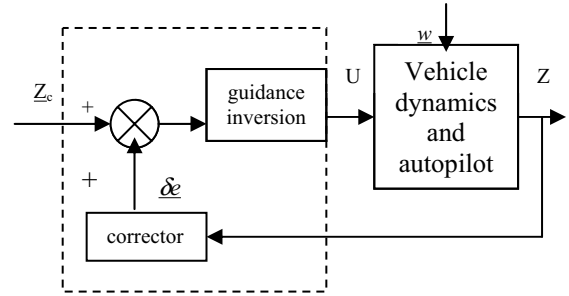 w
Z_c
+
guidance
inversion
U
Vehicle
dynamics
and
autopilot
Z
+
δe
corrector